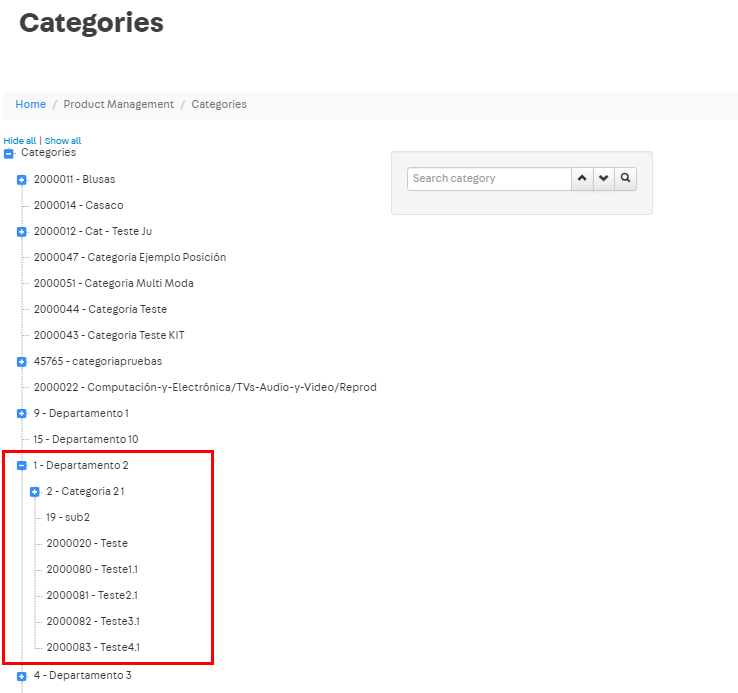 Categories
Home / Product Management / Categories
Hide all | Show all
Categories
Search category
2000011 - Blusas
2000014 - Casaco
2000012 - Cat - Teste Ju
2000047 - Categoria Ejemplo Posición
2000051 - Categoria Multi Moda
2000044 - Categoria Teste
2000043 - Categoria Teste KIT
45765 - categoriapruebas
2000022 - Computación-y-Electrónica/TVs-Audio-y-Video/Reprod
9 - Departamento 1
15 - Departamento 10
1 - Departamento 2
2 - Categoria 21
19 - sub2
2000020 - Teste
2000080 - Teste1.1
2000081 - Teste2.1
2000082 - Teste3.1
2000083 - Teste4.1
4 - Departamento 3